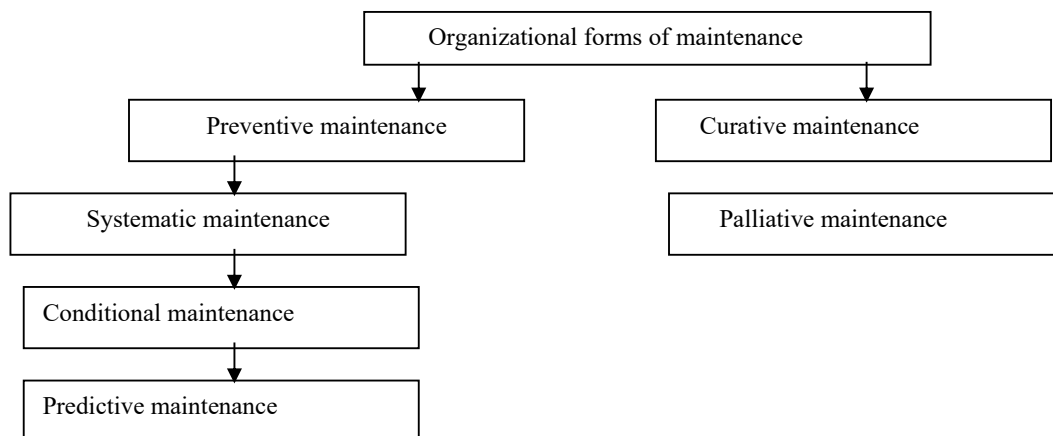 Organizational forms of maintenance
Preventive maintenance
Curative maintenance
Systematic maintenance
Palliative maintenance
Conditional maintenance
Predictive maintenance